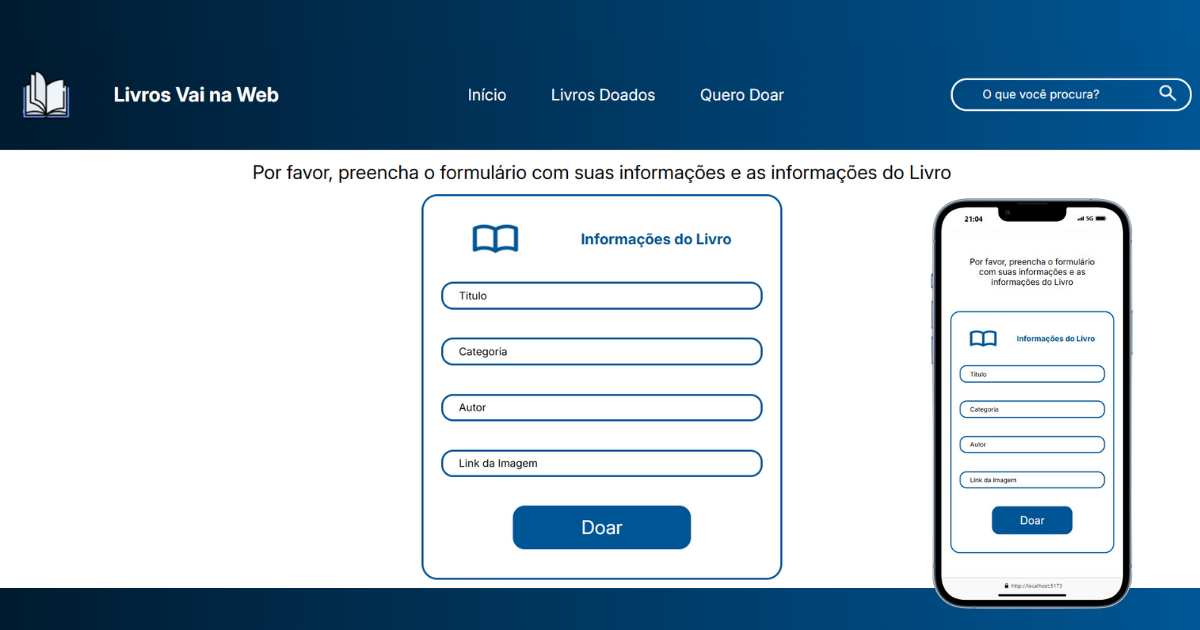 Livros Vai na Web
Início
Livros Doados
Quero Doar
O que você procura?
Por favor, preencha o formulário com suas informações e as informações do Livro
Informações do Livro
Titulo
Categoria
Autor
Link da Imagem
Doar
21:04
5G
Por favor, preencha o formulário
com suas informações e as
informações do Livro
Informações do Livro
Titulo
Categoria
Autor
Link da Imagem
Doar
http://localhost:5173